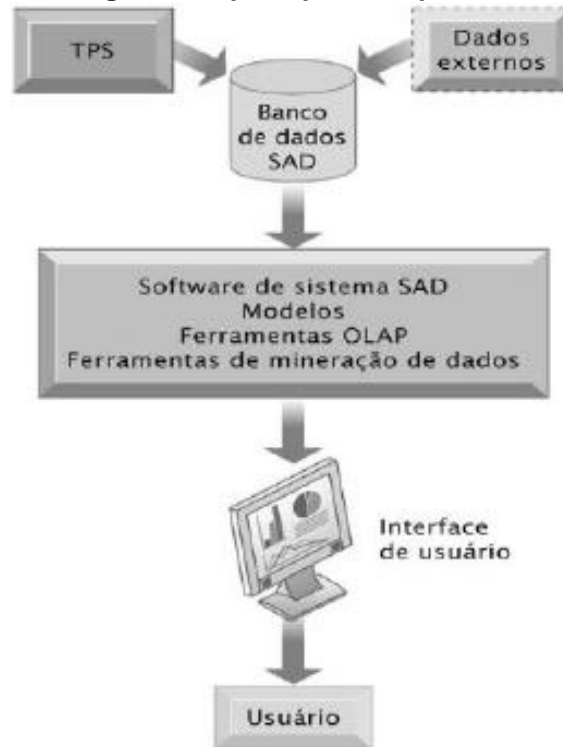 TPS
Dados
externos
Banco
de dados
SAD
Software de sistema SAD
Modelos
Ferramentas OLAP
Ferramentas de mineração de dados
Interface
de usuário
Usuário